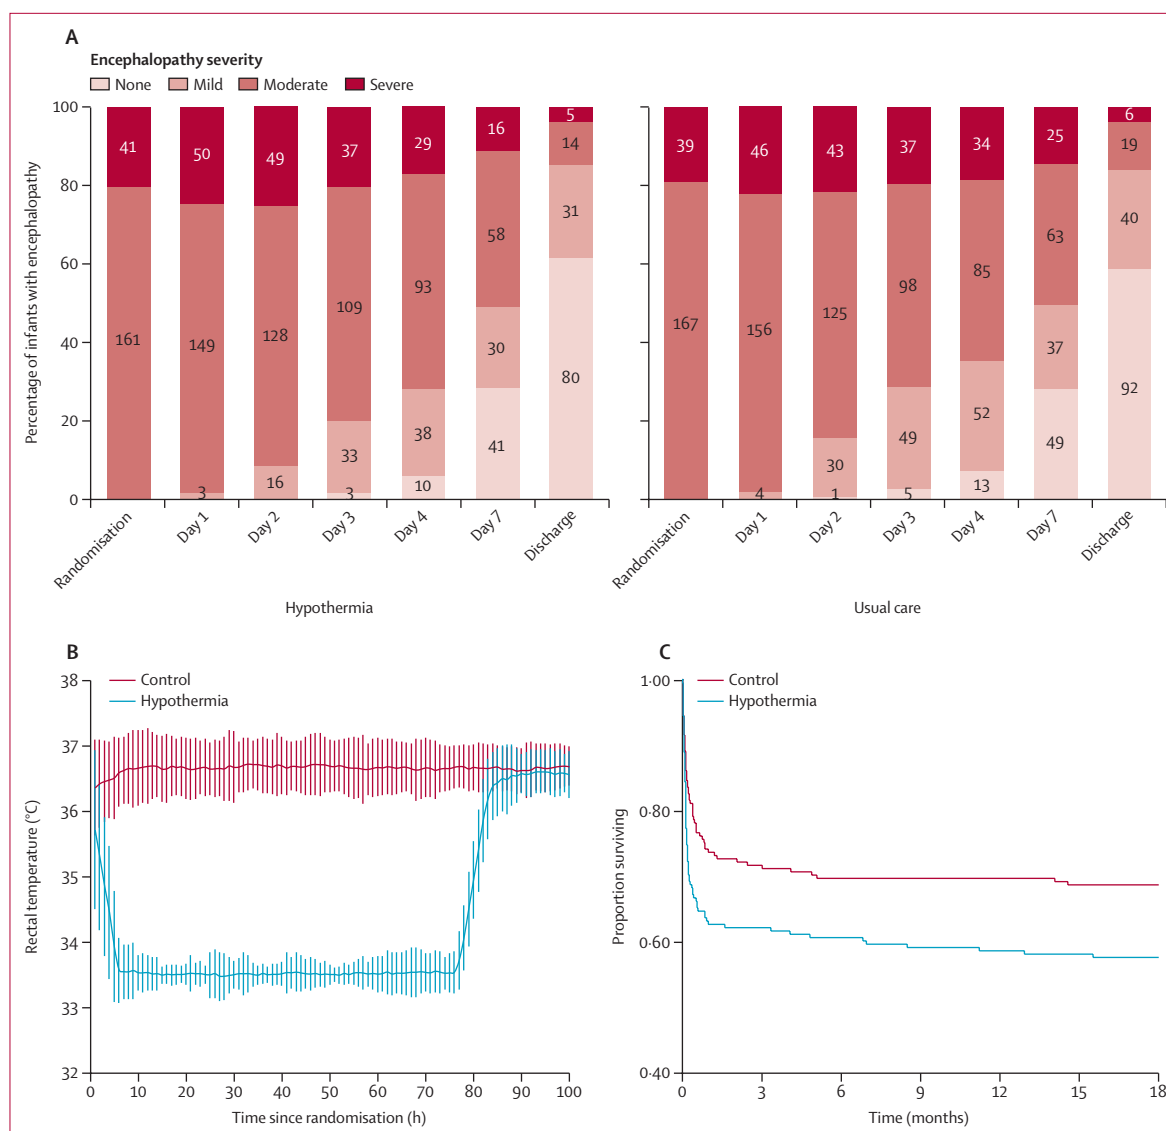 A
Encephalopathy severity
None Mild Moderate Severe
Percentage of infants with encephalopathy
100
80
60
40
20
0
41 50 49 37 29 16 5
161 149 128 109 93 58 14
3 16 33 38 30 31
3 10 41 80
Randomisation Day 1 Day 2 Day 3 Day 4 Day 7 Discharge
Hypothermia
39 46 43 37 34 25 6
167 156 125 98 85 63 19
4 30 49 52 37 40
1 5 13 49 92
Randomisation Day 1 Day 2 Day 3 Day 4 Day 7 Discharge
Usual care
B
Control
Hypothermia
Rectal temperature (°C)
38
37
36
35
34
33
32
0 10 20 30 40 50 60 70 80 90 100
Time since randomisation (h)
C
Control
Hypothermia
Proportion surviving
1·00
0·80
0·60
0·40
0 3 6 9 12 15 18
Time (months)